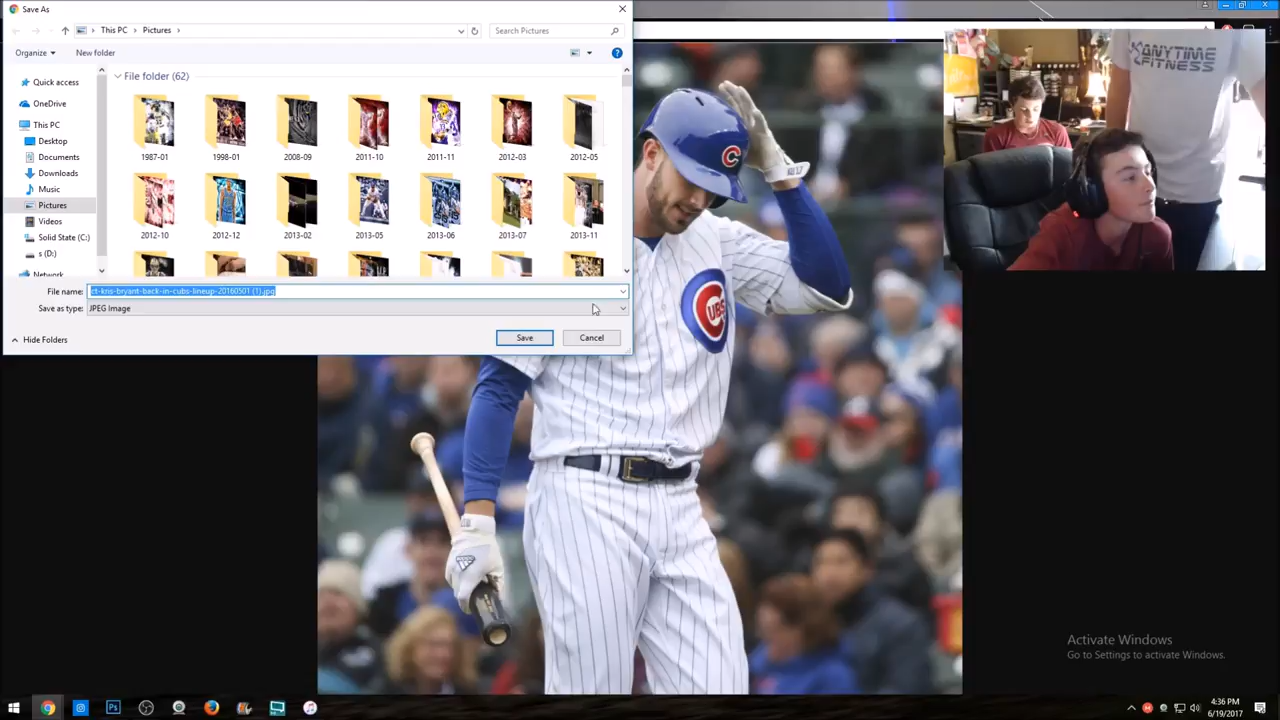 Save As
This PC
Pictures
Search Pictures
Organize
New folder
Quick access
OneDrive
This PC
Desktop
Documents
Downloads
Music
Pictures
Videos
Solid State (C:)
s (D:)
Network
File folder (62)
1987-01
1998-01
2008-09
2011-10
2011-11
2012-03
2012-05
2012-10
2012-12
2013-02
2013-05
2013-06
2013-07
2013-11
File name:
ct-kris-bryant-back-in-cubs-lineup-20160501 (1).jpg
Save as type:
JPEG Image
Hide Folders
Save
Cancel
ANYTIME
FITNESS
C
UBS
Activate Windows
Go to Settings to activate Windows.
Ps
4:36 PM
6/19/2017